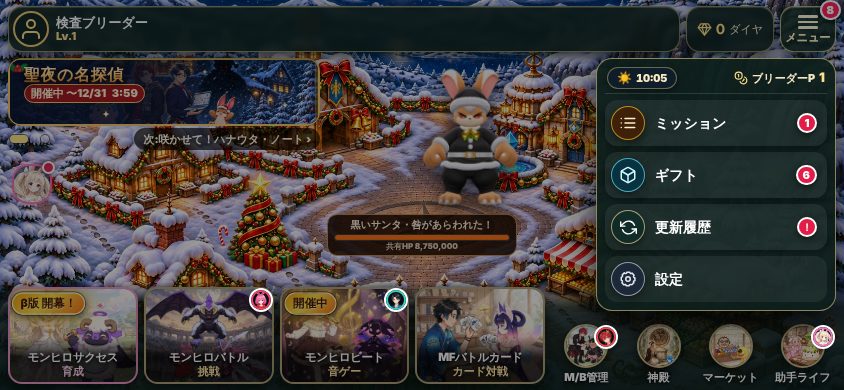 検査ブリーダー
Lv.1
0 ダイヤ
8
メニュー
聖夜の名探偵
開催中 〜12/31 3:59
次:咲かせて！ハナウタ・ノート ›
10:05
ブリーダーP 1
ミッション
1
ギフト
6
更新履歴
!
設定
黒いサンタ・咎があらわれた！
共有HP 8,750,000
β版 開幕！
モンヒロサクセス
育成
モンヒロバトル
挑戦
開催中
モンヒロビート
音ゲー
MFバトルカード
カード対戦
M/B管理
神殿
マーケット
助手ライフ